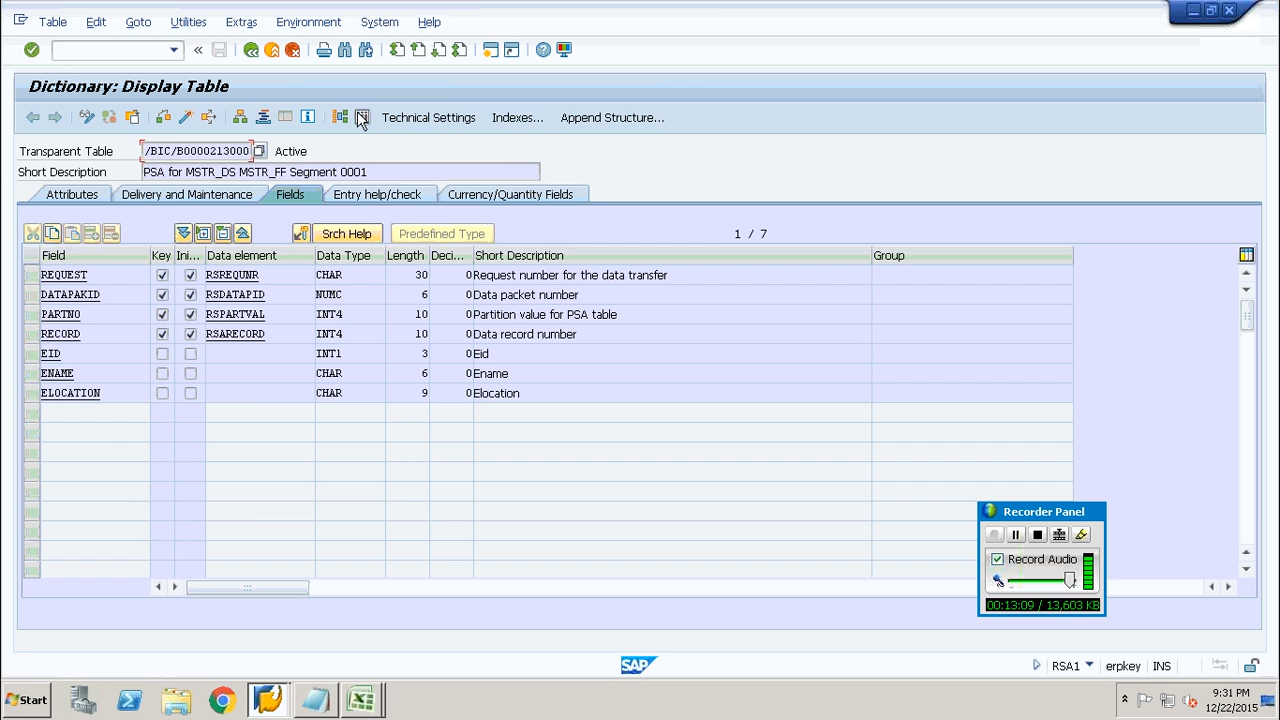 Table Edit Goto Utilities Extras Environment System Help
Dictionary: Display Table
Technical Settings Indexes... Append Structure...
Transparent Table /BIC/B0000213000 Active
Short Description PSA for MSTR_DS MSTR_FF Segment 0001
Attributes Delivery and Maintenance Fields Entry help/check Currency/Quantity Fields
Srch Help Predefined Type 1 / 7
Field Key Ini... Data element Data Type Length Deci... Short Description Group
REQUEST RSREQUNR CHAR 30 0 Request number for the data transfer
DATAPAKID RSDATAPID NUMC 6 0 Data packet number
PARTNO RSPARTVAL INT4 10 0 Partition value for PSA table
RECORD RSARECORD INT4 10 0 Data record number
EID INT1 3 0 Eid
ENAME CHAR 6 0 Ename
ELOCATION CHAR 9 0 Elocation
Recorder Panel
Record Audio
00:13:09 / 13,603 KB
SAP RSA1 erpkey INS
Start 9:31 PM
12/22/2015